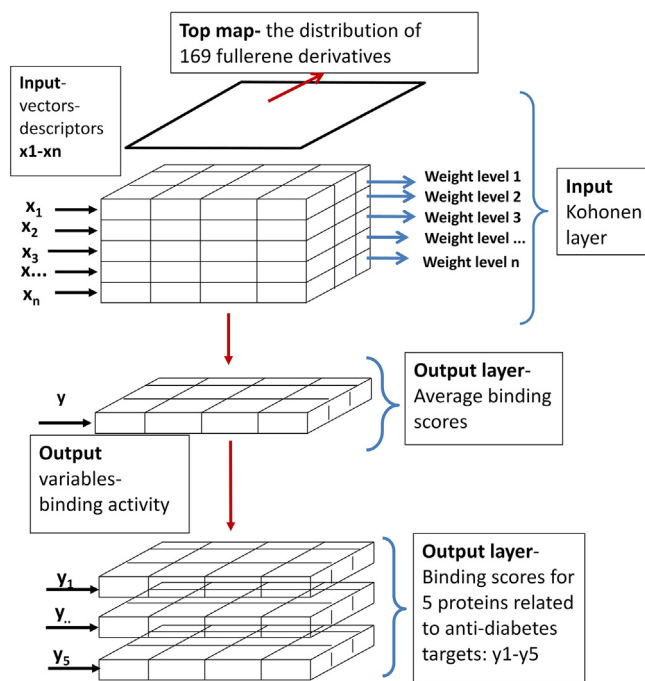 Top map- the distribution of
169 fullerene derivatives
Input-
vectors-
descriptors
x1-xn
x1
x2
x3
x...
xn
Weight level 1
Weight level 2
Weight level 3
Weight level ...
Weight level n
Input
Kohonen
layer
y
Output layer-
Average binding
scores
Output
variables-
binding activity
y1
y..
y5
Output layer-
Binding scores for
5 proteins related
to anti-diabetes
targets: y1-y5